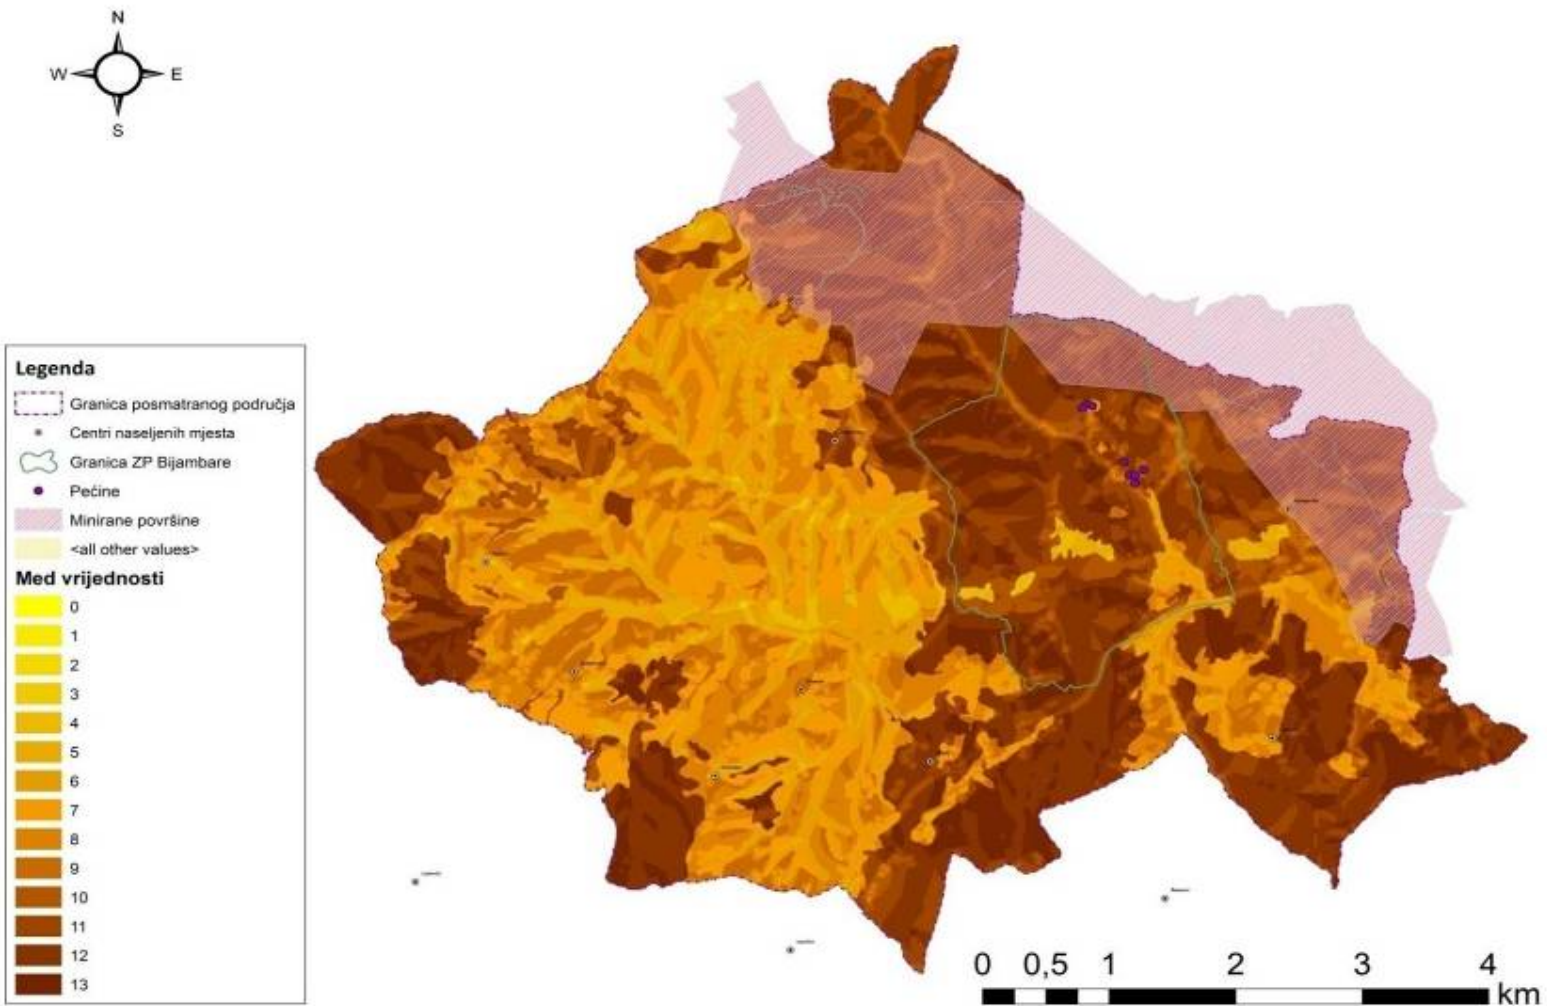 N
W E
S
Legenda
Granica posmatranog područja
Centri naseljenih mjesta
Granica ZP Bijambare
Pećine
Minirane površine
<all other values>
Med vrijednosti
0
1
2
3
4
5
6
7
8
9
10
11
12
13
0 0,5 1 2 3 4
km